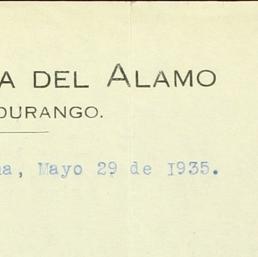 A DEL ALAMO
DURANGO.
a, Mayo 29 de 1935.